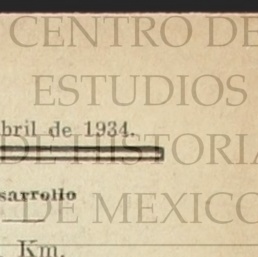 CENTRO DE
ESTUDIOS
bril de 1934.
DE HISTORIA
sarrollo
DE MEXICO
Km.